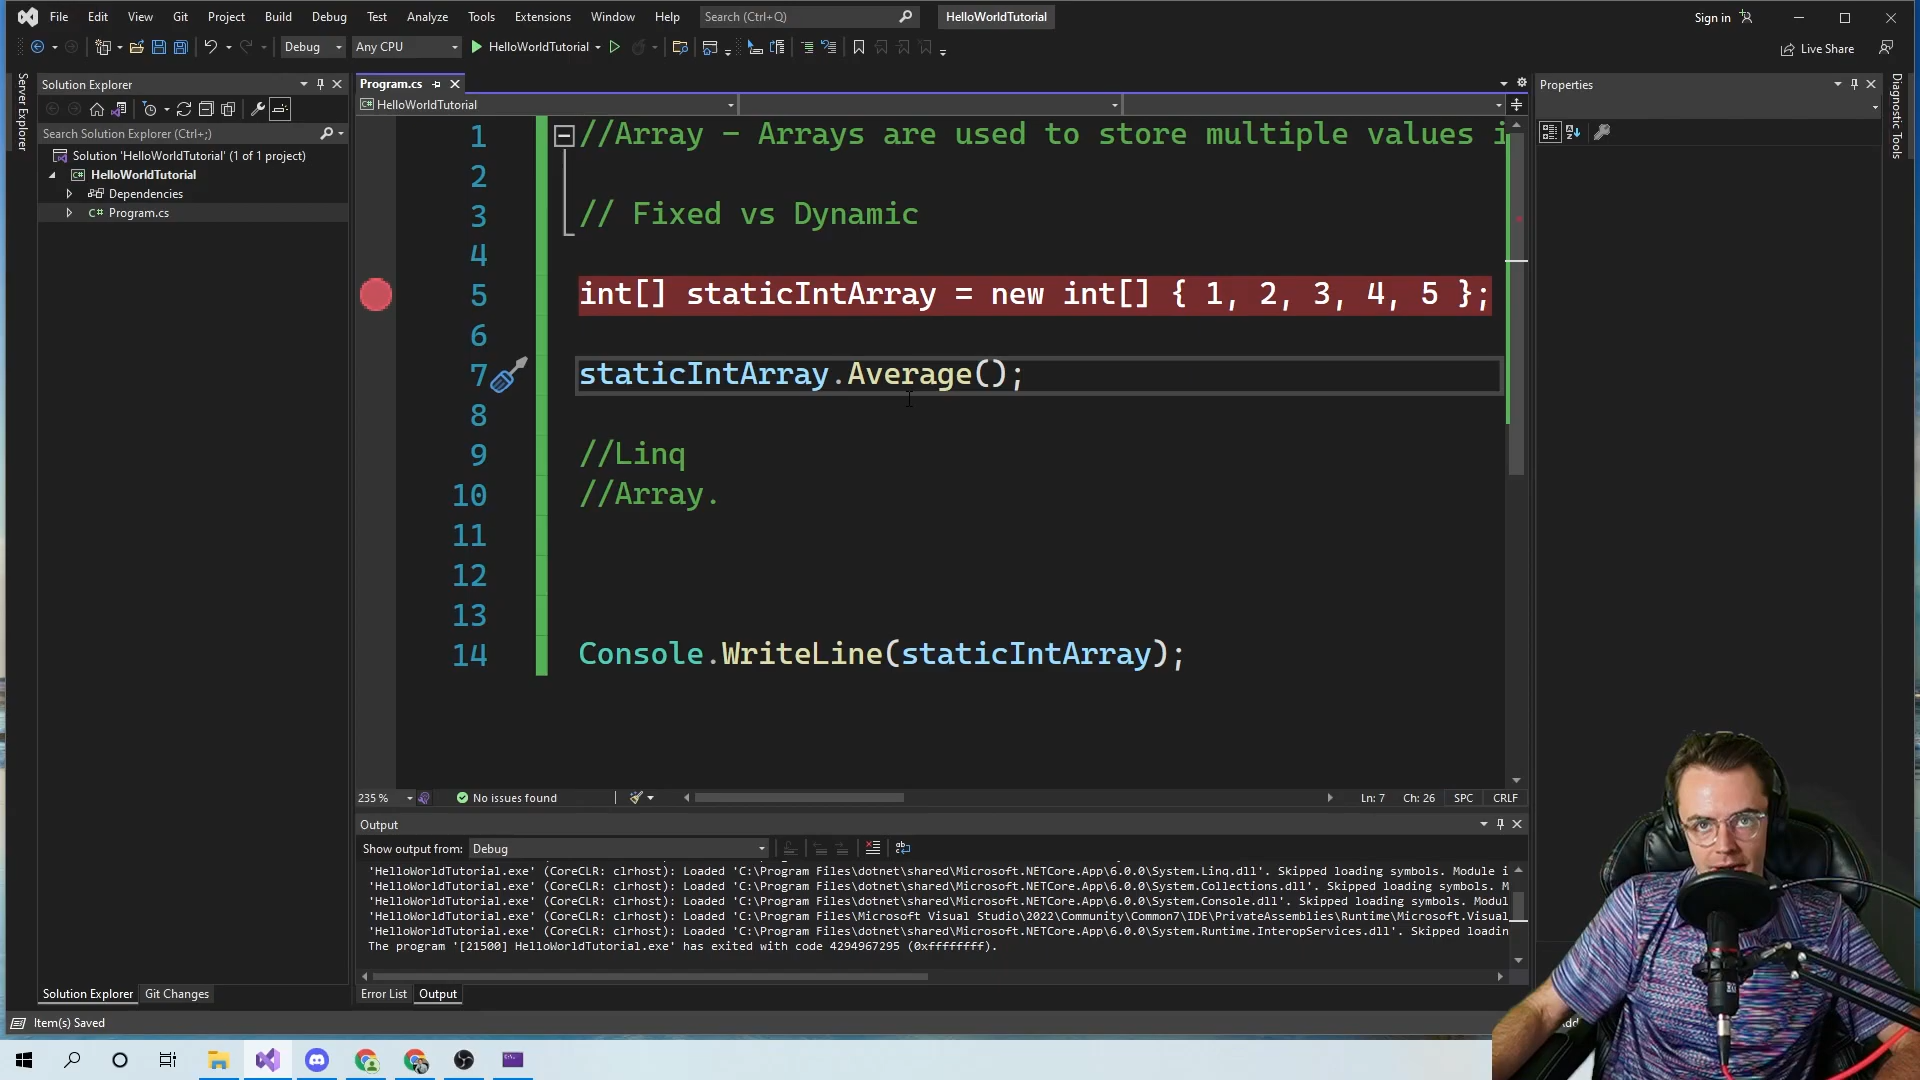 File Edit View Git Project Build Debug Test Analyze Tools Extensions Window Help Search (Ctrl+Q) HelloWorldTutorial Sign in
Debug Any CPU HelloWorldTutorial Live Share
Server Explorer
Solution Explorer
Search Solution Explorer (Ctrl+;)
Solution 'HelloWorldTutorial' (1 of 1 project)
C# HelloWorldTutorial
Dependencies
C# Program.cs
Program.cs
C# HelloWorldTutorial
1 //Array - Arrays are used to store multiple values i
2
3 // Fixed vs Dynamic
4
5 int[] staticIntArray = new int[] { 1, 2, 3, 4, 5 };
6
7 staticIntArray.Average();
8
9 //Linq
10 //Array.
11
12
13
14 Console.WriteLine(staticIntArray);
235 % No issues found Ln: 7 Ch: 26 SPC CRLF
Output
Show output from: Debug
'HelloWorldTutorial.exe' (CoreCLR: clrhost): Loaded 'C:\Program Files\dotnet\shared\Microsoft.NETCore.App\6.0.0\System.Linq.dll'. Skipped loading symbols. Module i
'HelloWorldTutorial.exe' (CoreCLR: clrhost): Loaded 'C:\Program Files\dotnet\shared\Microsoft.NETCore.App\6.0.0\System.Collections.dll'. Skipped loading symbols. M
'HelloWorldTutorial.exe' (CoreCLR: clrhost): Loaded 'C:\Program Files\dotnet\shared\Microsoft.NETCore.App\6.0.0\System.Console.dll'. Skipped loading symbols. Modul
'HelloWorldTutorial.exe' (CoreCLR: clrhost): Loaded 'C:\Program Files\Microsoft Visual Studio\2022\Community\Common7\IDE\PrivateAssemblies\Runtime\Microsoft.Visual
'HelloWorldTutorial.exe' (CoreCLR: clrhost): Loaded 'C:\Program Files\dotnet\shared\Microsoft.NETCore.App\6.0.0\System.Runtime.InteropServices.dll'. Skipped loadin
The program '[21500] HelloWorldTutorial.exe' has exited with code 4294967295 (0xffffffff).
Error List Output
Solution Explorer Git Changes
Item(s) Saved
Properties
Diagnostic Tools